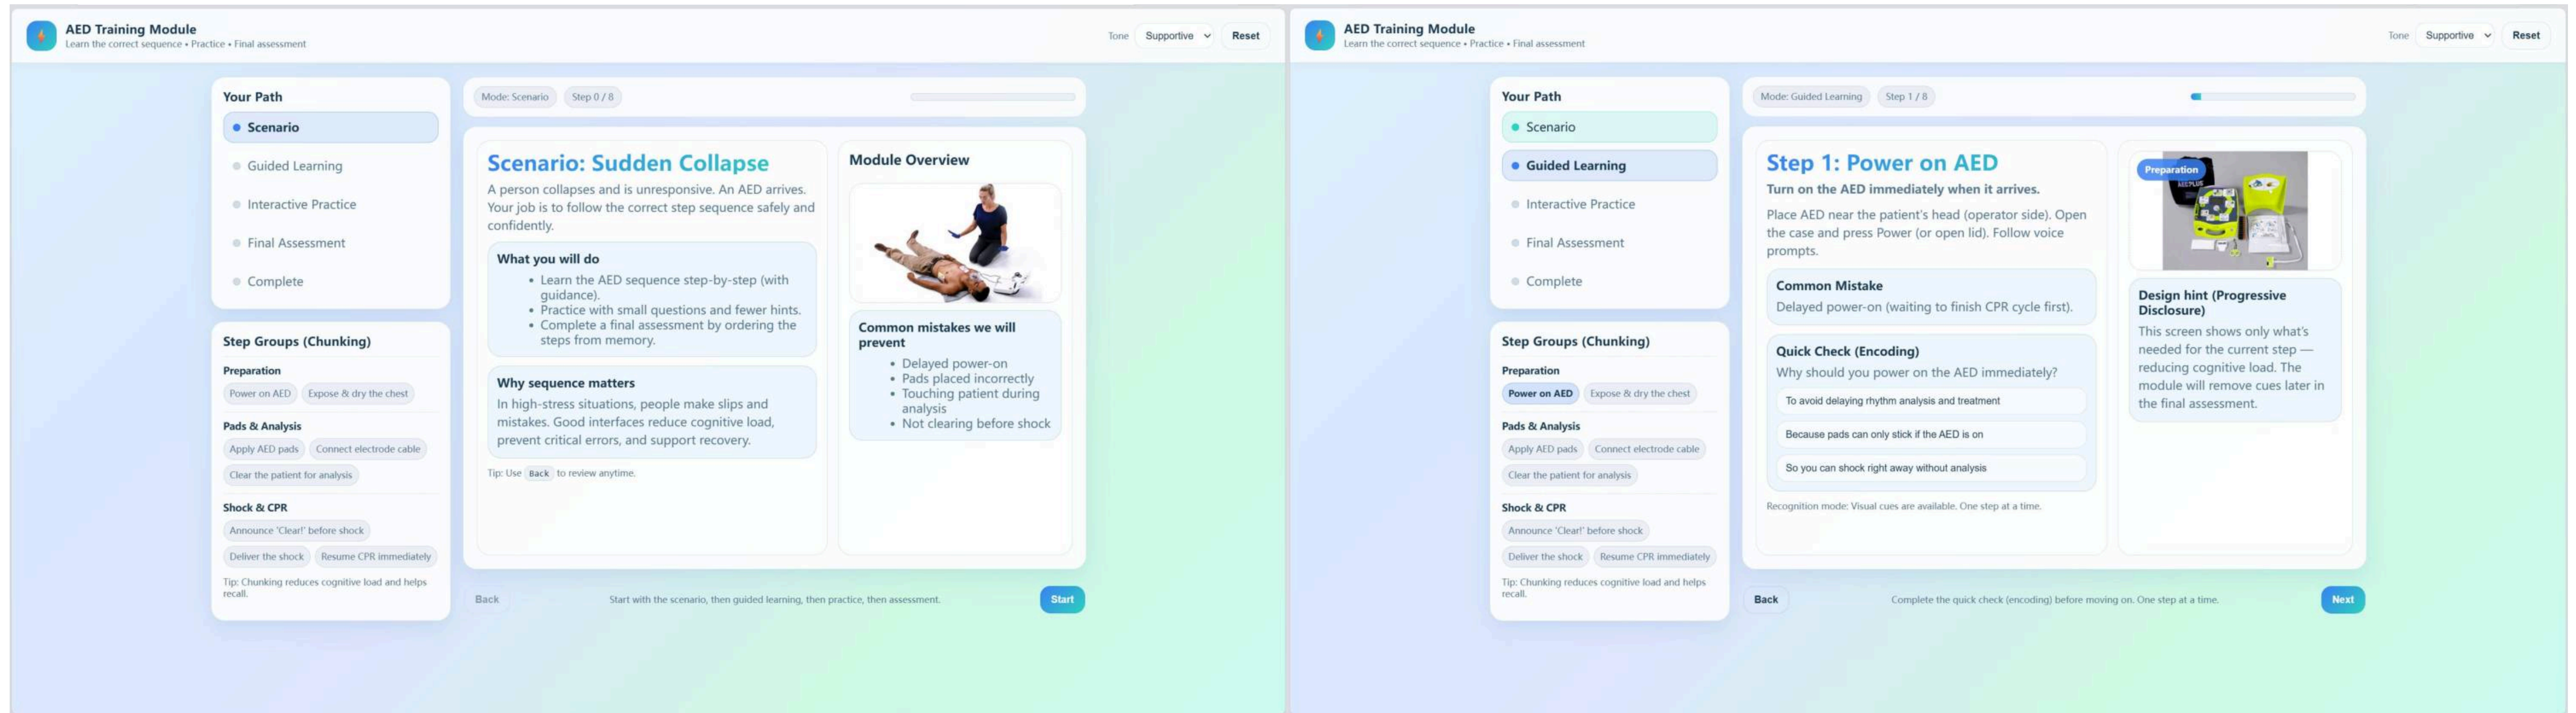 AED Training Module
Learn the correct sequence • Practice • Final assessment
Tone
Supportive
Reset
Your Path
Scenario
Guided Learning
Interactive Practice
Final Assessment
Complete
Step Groups (Chunking)
Preparation
Power on AED
Expose & dry the chest
Pads & Analysis
Apply AED pads
Connect electrode cable
Clear the patient for analysis
Shock & CPR
Announce 'Clear!' before shock
Deliver the shock
Resume CPR immediately
Tip: Chunking reduces cognitive load and helps
recall.
Mode: Scenario
Step 0 / 8
Scenario: Sudden Collapse
A person collapses and is unresponsive. An AED arrives.
Your job is to follow the correct step sequence safely and
confidently.
What you will do
• Learn the AED sequence step-by-step (with
guidance).
• Practice with small questions and fewer hints.
• Complete a final assessment by ordering the
steps from memory.
Why sequence matters
In high-stress situations, people make slips and
mistakes. Good interfaces reduce cognitive load,
prevent critical errors, and support recovery.
Tip: Use Back to review anytime.
Module Overview
Common mistakes we will
prevent
• Delayed power-on
• Pads placed incorrectly
• Touching patient during
analysis
• Not clearing before shock
Back
Start with the scenario, then guided learning, then practice, then assessment.
Start
AED Training Module
Learn the correct sequence • Practice • Final assessment
Tone
Supportive
Reset
Your Path
Scenario
Guided Learning
Interactive Practice
Final Assessment
Complete
Step Groups (Chunking)
Preparation
Power on AED
Expose & dry the chest
Pads & Analysis
Apply AED pads
Connect electrode cable
Clear the patient for analysis
Shock & CPR
Announce 'Clear!' before shock
Deliver the shock
Resume CPR immediately
Tip: Chunking reduces cognitive load and helps
recall.
Mode: Guided Learning
Step 1 / 8
Step 1: Power on AED
Turn on the AED immediately when it arrives.
Place AED near the patient's head (operator side). Open
the case and press Power (or open lid). Follow voice
prompts.
Common Mistake
Delayed power-on (waiting to finish CPR cycle first).
Quick Check (Encoding)
Why should you power on the AED immediately?
To avoid delaying rhythm analysis and treatment
Because pads can only stick if the AED is on
So you can shock right away without analysis
Recognition mode: Visual cues are available. One step at a time.
Preparation
Design hint (Progressive
Disclosure)
This screen shows only what's
needed for the current step —
reducing cognitive load. The
module will remove cues later in
the final assessment.
Back
Complete the quick check (encoding) before moving on. One step at a time.
Next